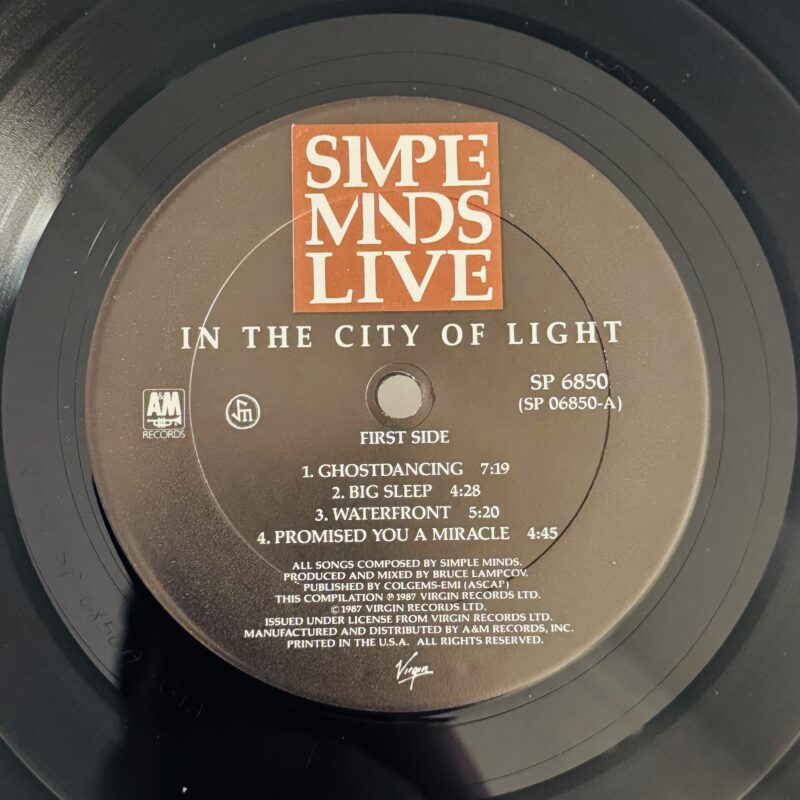 SIMPLE
MINDS
LIVE
IN THE CITY OF LIGHT
SP 6850
(SP 06850-A)
A&M
RECORDS
FIRST SIDE
1. GHOSTDANCING 7:19
2. BIG SLEEP 4:28
3. WATERFRONT 5:20
4. PROMISED YOU A MIRACLE 4:45
ALL SONGS COMPOSED BY SIMPLE MINDS.
PRODUCED AND MIXED BY BRUCE LAMPCOV.
PUBLISHED BY COLGEMS-EMI (ASCAP)
THIS COMPILATION ℗ 1987 VIRGIN RECORDS LTD.
© 1987 VIRGIN RECORDS LTD.
ISSUED UNDER LICENSE FROM VIRGIN RECORDS LTD.
MANUFACTURED AND DISTRIBUTED BY A&M RECORDS, INC.
PRINTED IN THE U.S.A. ALL RIGHTS RESERVED.
Virgin